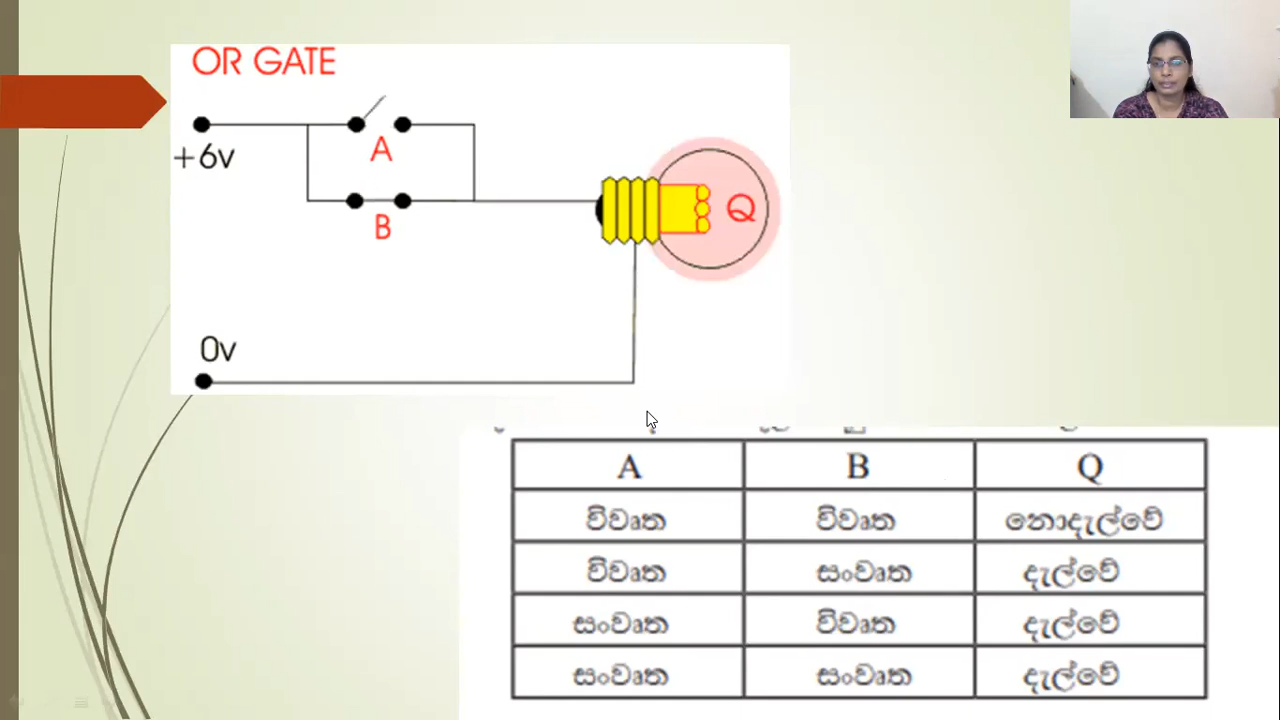 OR GATE
+6v
A
B
Q
0v
A B Q
විවෘත විවෘත නොදැල්වේ
විවෘත සංවෘත දැල්වේ
සංවෘත විවෘත දැල්වේ
සංවෘත සංවෘත දැල්වේ